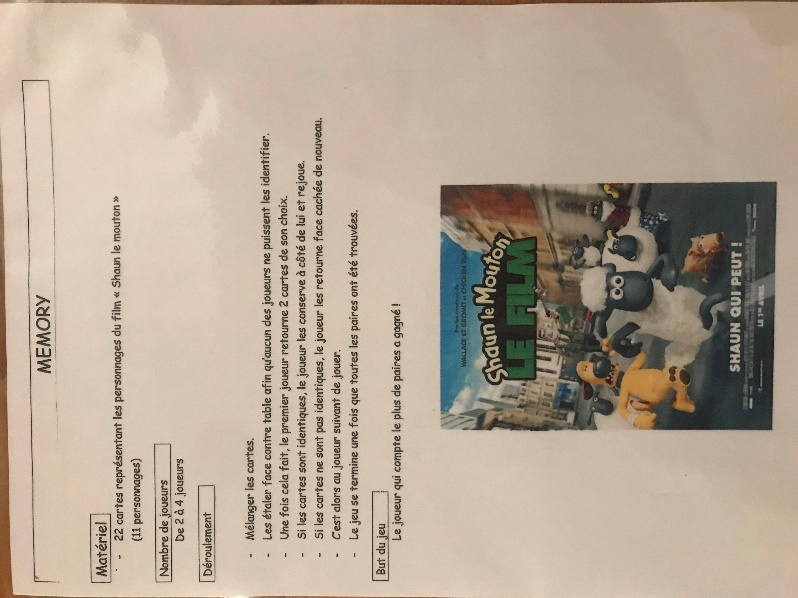 MEMORY
Matériel
- 22 cartes représentant les personnages du film « Shaun le mouton »
(11 personnages)
Nombre de joueurs
De 2 à 4 joueurs
Déroulement
- Mélanger les cartes.
- Les étaler face contre table afin qu'aucun des joueurs ne puissent les identifier.
- Une fois cela fait, le premier joueur retourne 2 cartes de son choix.
- Si les cartes sont identiques, le joueur les conserve à côté de lui et rejoue.
- Si les cartes ne sont pas identiques, le joueur les retourne face cachée de nouveau.
- C'est alors au joueur suivant de jouer.
- Le jeu se termine une fois que toutes les paires ont été trouvées.
But du jeu
Le joueur qui compte le plus de paires a gagné !
WALLACE ET GROMIT et CHICKEN RUN
Shaun le Mouton
LE FILM
SHAUN QUI PEUT !
LE 1ER AVRIL